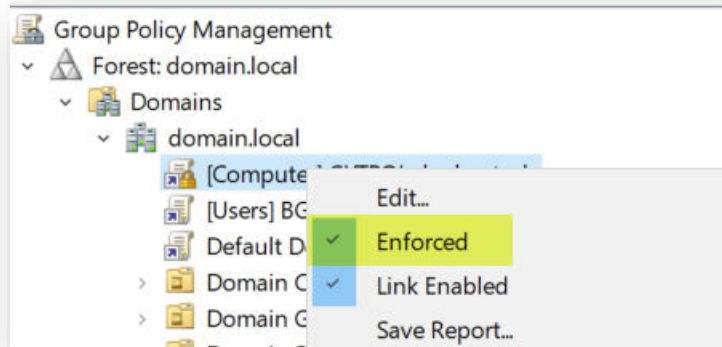 Group Policy Management
Forest: domain.local
Domains
domain.local
[Compute
[Users] BG
Default D
Domain C
Domain G
Edit...
Enforced
Link Enabled
Save Report...